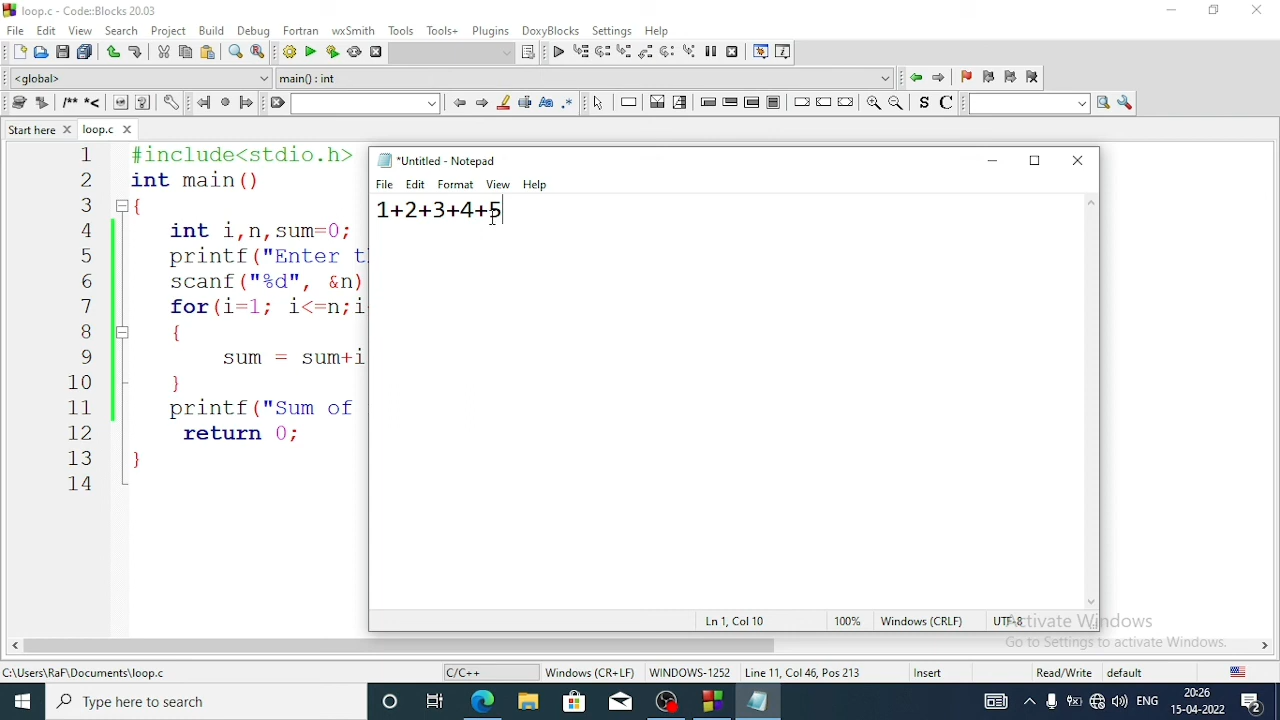 loop.c - Code::Blocks 20.03
File Edit View Search Project Build Debug Fortran wxSmith Tools Tools+ Plugins DoxyBlocks Settings Help
<global> main() : int
/** *<
Aa .* S C
Start here loop.c
1 #include<stdio.h>
2 int main()
3 {
4 int i,n,sum=0;
5 printf("Enter th
6 scanf("%d", &n)
7 for(i=1; i<=n;i
8 {
9 sum = sum+i
10 }
11 printf("Sum of
12 return 0;
13 }
14
*Untitled - Notepad
File Edit Format View Help
1+2+3+4+5
Ln 1, Col 10 100% Windows (CRLF) UTF-8
Activate Windows
Go to Settings to activate Windows.
C:\Users\RaF\Documents\loop.c C/C++ Windows (CR+LF) WINDOWS-1252 Line 11, Col 46, Pos 213 Insert Read/Write default
Type here to search
ENG
20:26
15-04-2022
2